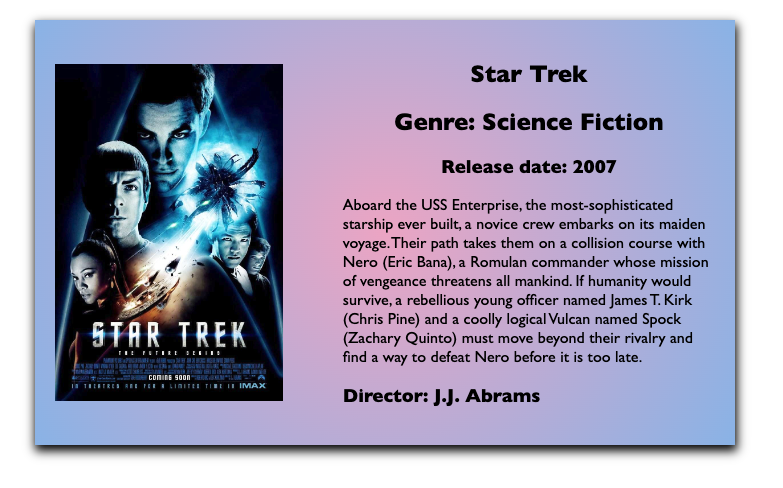 Star Trek
Genre: Science Fiction
Release date: 2007
Aboard the USS Enterprise, the most-sophisticated
starship ever built, a novice crew embarks on its maiden
voyage. Their path takes them on a collision course with
Nero (Eric Bana), a Romulan commander whose mission
of vengeance threatens all mankind. If humanity would
survive, a rebellious young officer named James T. Kirk
(Chris Pine) and a coolly logical Vulcan named Spock
(Zachary Quinto) must move beyond their rivalry and
find a way to defeat Nero before it is too late.
Director: J.J. Abrams
STAR TREK
THE FUTURE BEGINS
COMING SOON
IN THEATRES AND FOR A LIMITED TIME IN IMAX